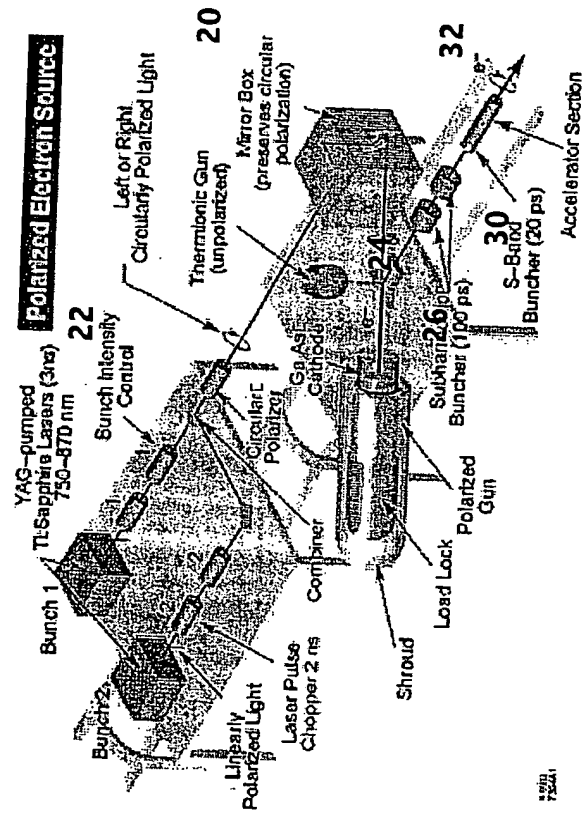 Polarized Electron Source
YAG-pumped
Ti:Sapphire Lasers (3ns)
750-870 nm
22
Bunch Intensity
Control
Left or Right
Circularly Polarized Light
20
Bunch 1
Bunch 2
Thermionic Gun
(unpolarized)
Mirror Box
(preserves circular
polarization)
Circular
Polarizer
Combiner
Linearly
Polarized Light
Laser Pulse
Chopper 2 ns
Ga As
Cathode
e-
24
32
e-
26
Buncher (100 ps)
30
S-Band
Buncher (20 ps)
Accelerator Section
Shroud
Load Lock
Polarized
Gun